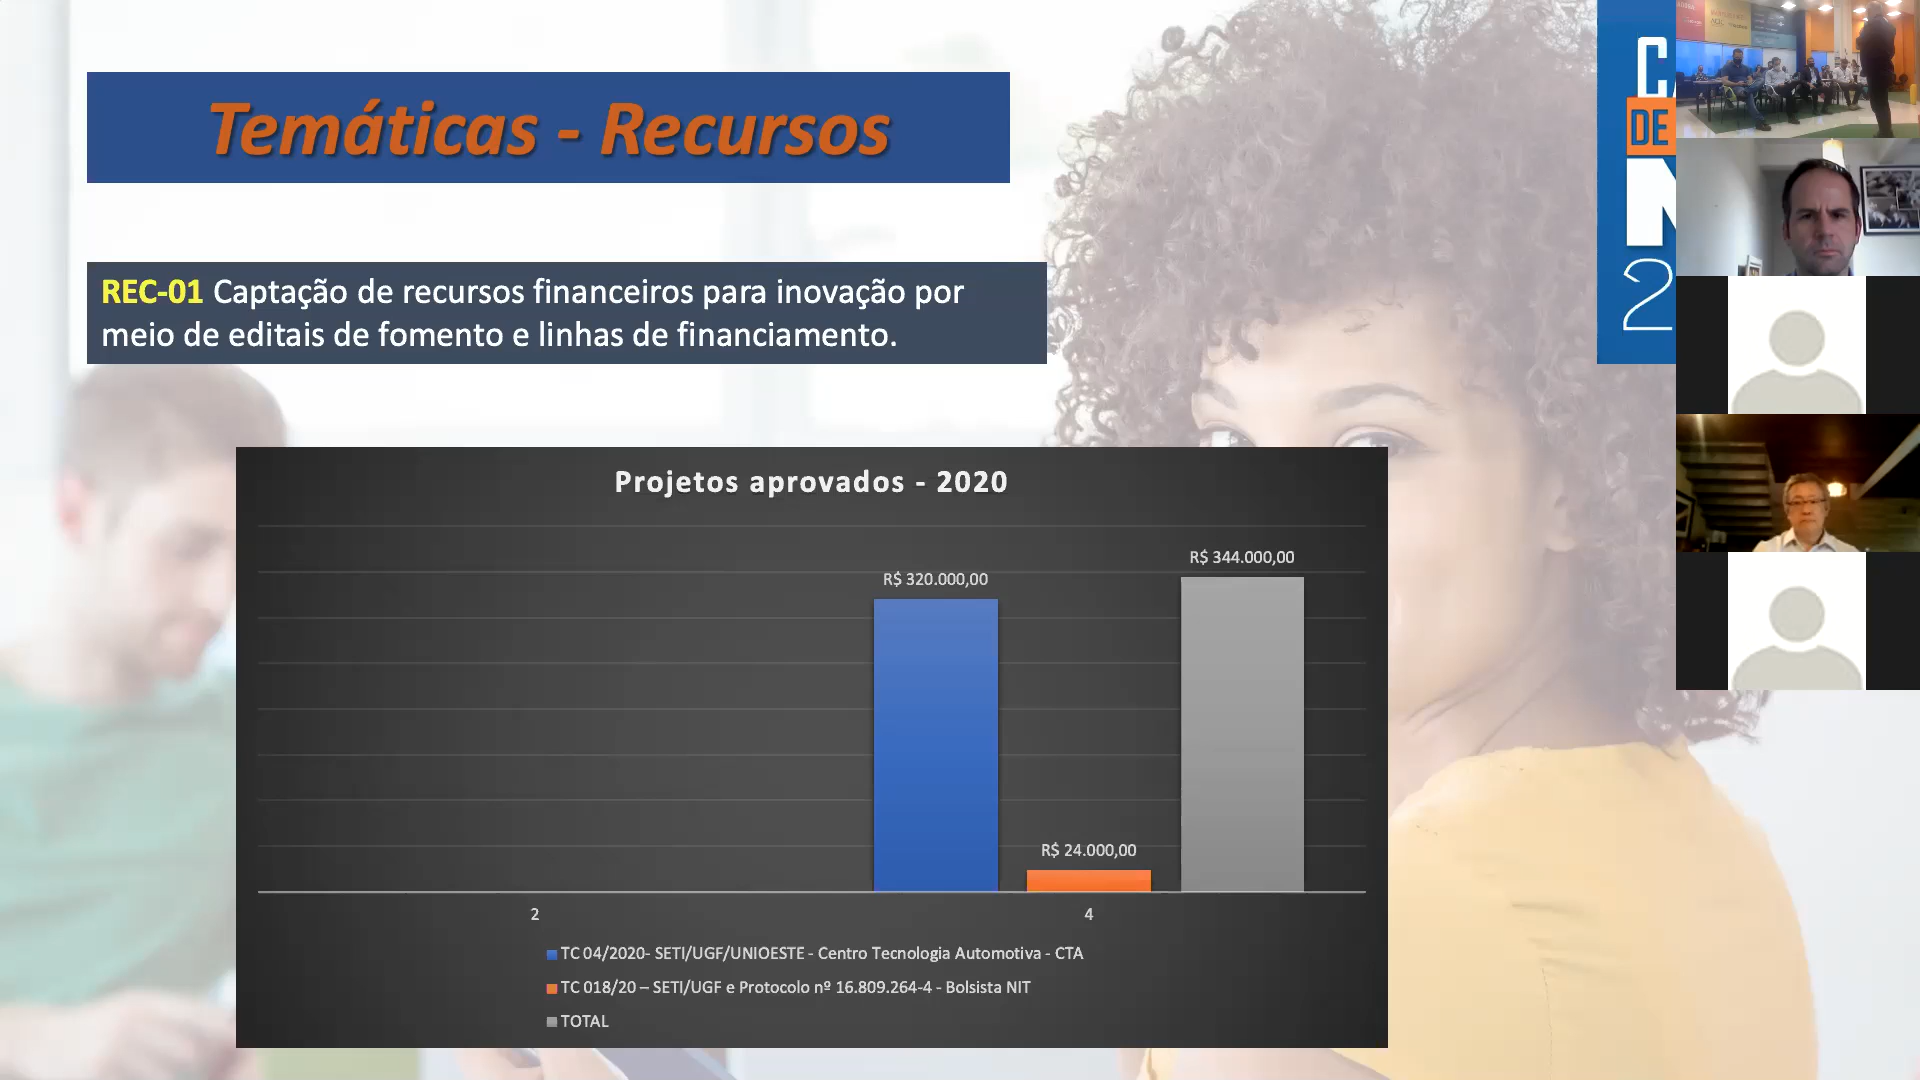 Temáticas - Recursos
C
DE
N
2
REC-01 Captação de recursos financeiros para inovação por
meio de editais de fomento e linhas de financiamento.
Projetos aprovados - 2020
R$ 344.000,00
R$ 320.000,00
R$ 24.000,00
2
4
TC 04/2020- SETI/UGF/UNIOESTE - Centro Tecnologia Automotiva - CTA
TC 018/20 – SETI/UGF e Protocolo nº 16.809.264-4 - Bolsista NIT
TOTAL